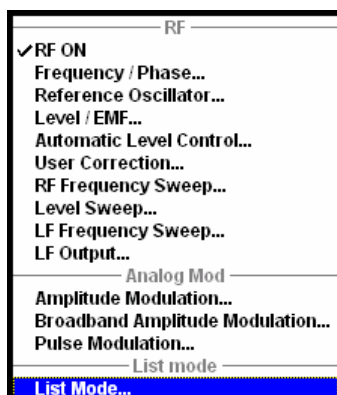 RF
RF ON
Frequency / Phase...
Reference Oscillator...
Level / EMF...
Automatic Level Control...
User Correction...
RF Frequency Sweep...
Level Sweep...
LF Frequency Sweep...
LF Output...
Analog Mod
Amplitude Modulation...
Broadband Amplitude Modulation...
Pulse Modulation...
List mode
List Mode...